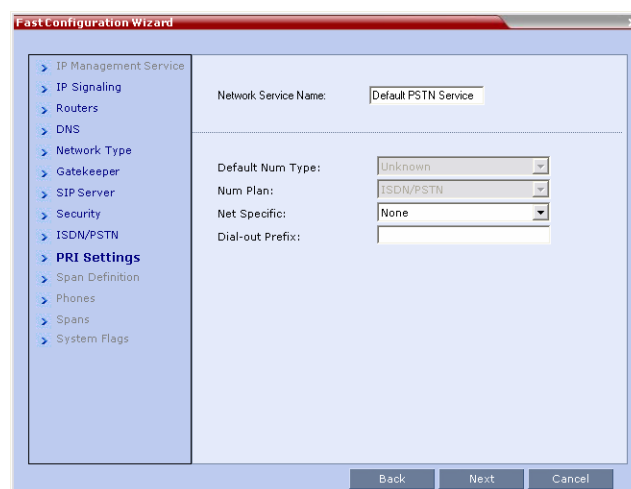 Fast Configuration Wizard
IP Management Service
IP Signaling
Routers
DNS
Network Type
Gatekeeper
SIP Server
Security
ISDN/PSTN
PRI Settings
Span Definition
Phones
Spans
System Flags
Network Service Name: Default PSTN Service
Default Num Type: Unknown
Num Plan: ISDN/PSTN
Net Specific: None
Dial-out Prefix:
Back Next Cancel